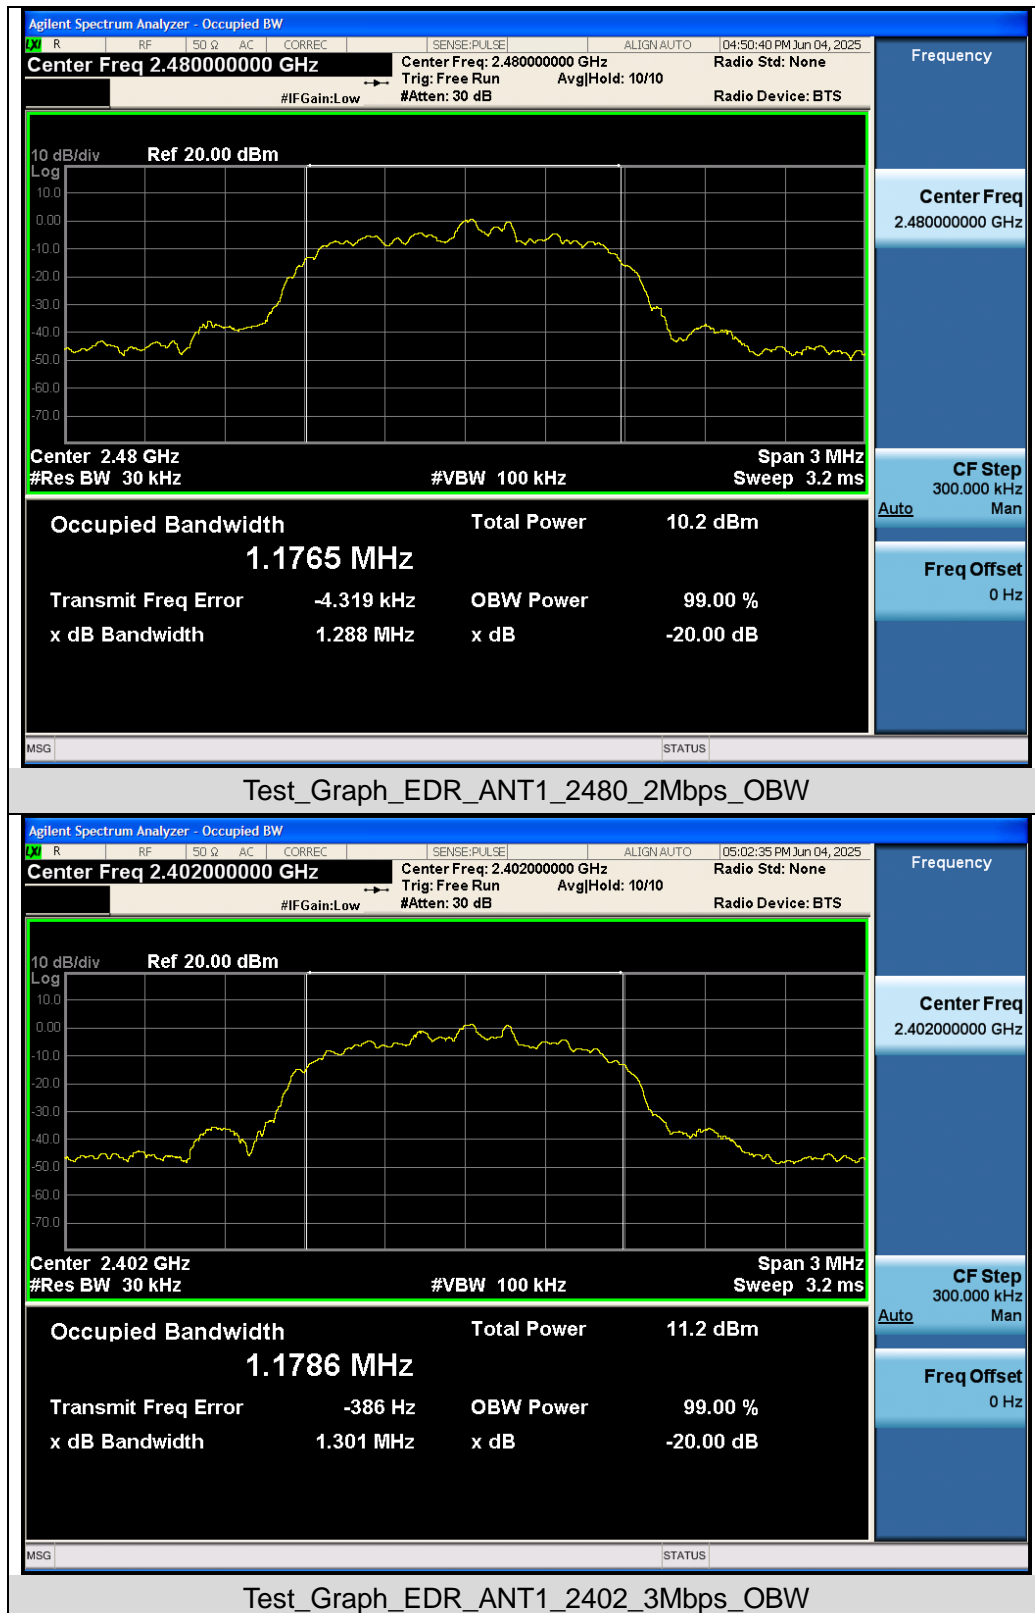 Agilent Spectrum Analyzer - Occupied BW
LXI R RF 50 Ω AC CORREC SENSE:PULSE ALIGN AUTO 04:50:40 PM Jun 04, 2025
Center Freq 2.480000000 GHz Center Freq: 2.480000000 GHz Radio Std: None
Trig: Free Run Avg|Hold: 10/10
#IFGain:Low #Atten: 30 dB Radio Device: BTS
Frequency
10 dB/div Ref 20.00 dBm
Log
10.0
0.00
-10.0
-20.0
-30.0
-40.0
-50.0
-60.0
-70.0
Center 2.48 GHz Span 3 MHz
#Res BW 30 kHz #VBW 100 kHz Sweep 3.2 ms
Center Freq
2.480000000 GHz
CF Step
300.000 kHz
Auto Man
Freq Offset
0 Hz
Occupied Bandwidth Total Power 10.2 dBm
1.1765 MHz
Transmit Freq Error -4.319 kHz OBW Power 99.00 %
x dB Bandwidth 1.288 MHz x dB -20.00 dB
MSG STATUS
Test_Graph_EDR_ANT1_2480_2Mbps_OBW
Agilent Spectrum Analyzer - Occupied BW
LXI R RF 50 Ω AC CORREC SENSE:PULSE ALIGN AUTO 05:02:35 PM Jun 04, 2025
Center Freq 2.402000000 GHz Center Freq: 2.402000000 GHz Radio Std: None
Trig: Free Run Avg|Hold: 10/10
#IFGain:Low #Atten: 30 dB Radio Device: BTS
Frequency
10 dB/div Ref 20.00 dBm
Log
10.0
0.00
-10.0
-20.0
-30.0
-40.0
-50.0
-60.0
-70.0
Center 2.402 GHz Span 3 MHz
#Res BW 30 kHz #VBW 100 kHz Sweep 3.2 ms
Center Freq
2.402000000 GHz
CF Step
300.000 kHz
Auto Man
Freq Offset
0 Hz
Occupied Bandwidth Total Power 11.2 dBm
1.1786 MHz
Transmit Freq Error -386 Hz OBW Power 99.00 %
x dB Bandwidth 1.301 MHz x dB -20.00 dB
MSG STATUS
Test_Graph_EDR_ANT1_2402_3Mbps_OBW